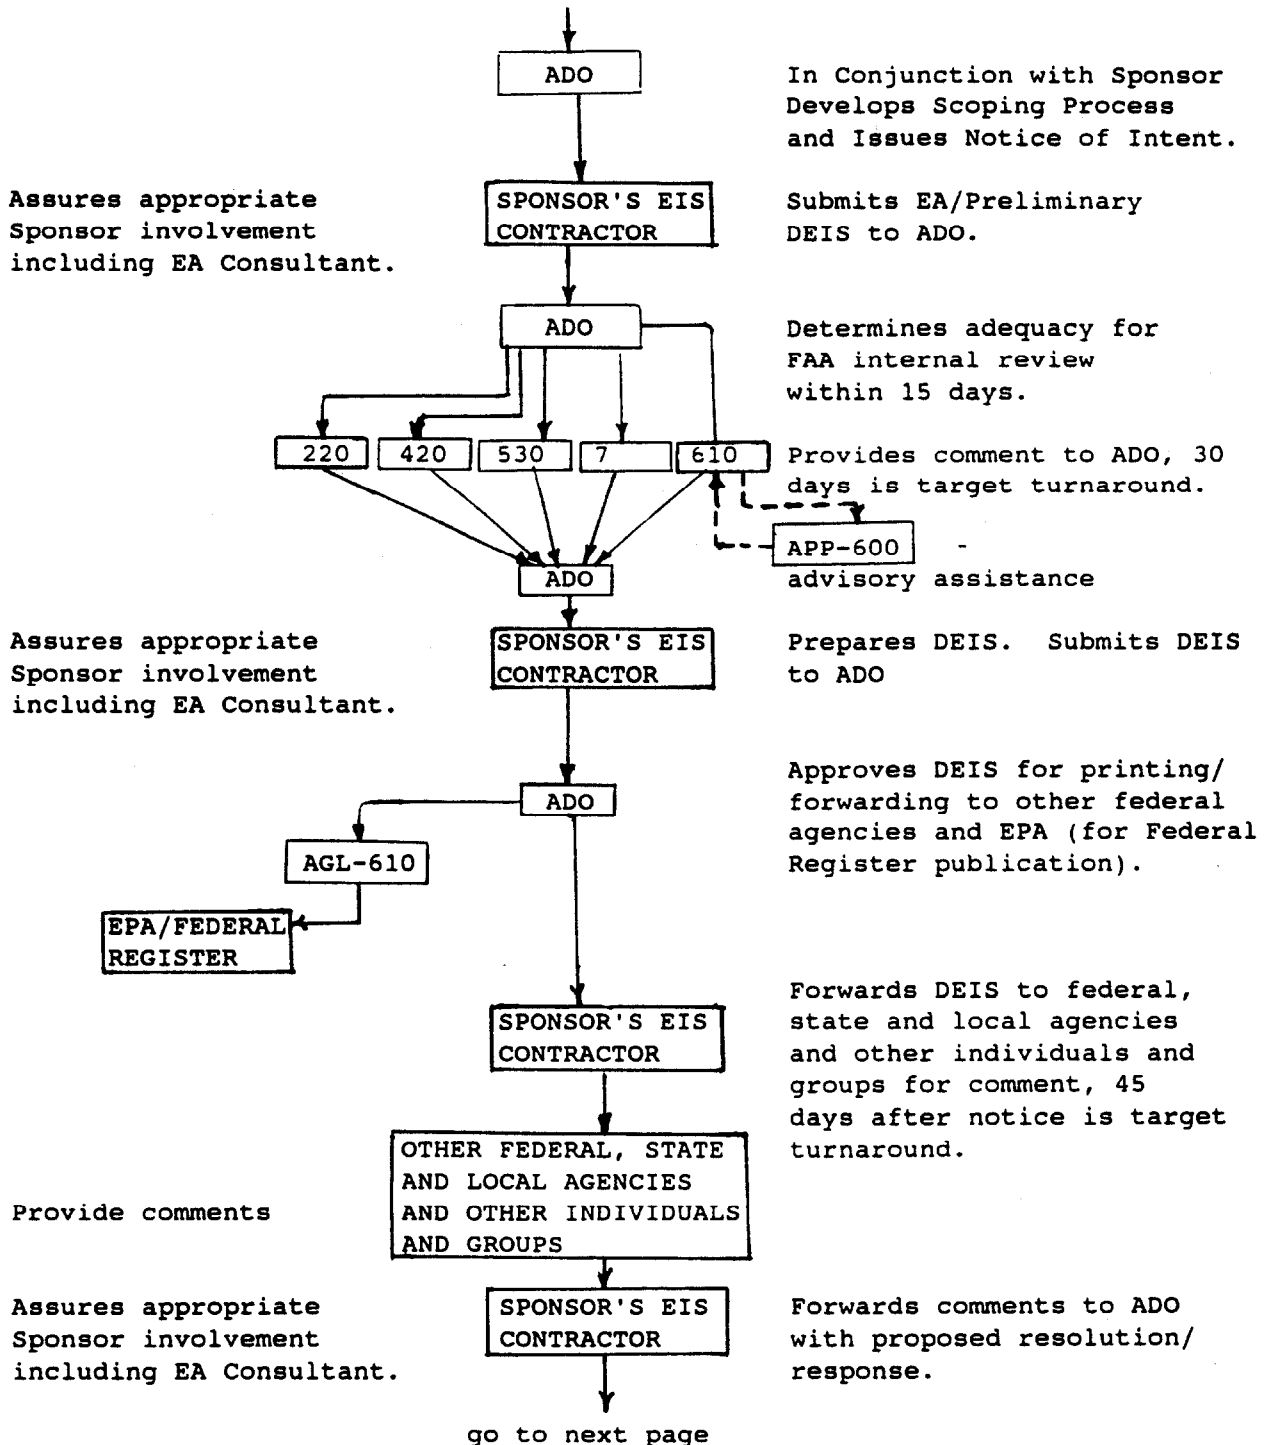 ADO
In Conjunction with Sponsor
Develops Scoping Process
and Issues Notice of Intent.
Assures appropriate
Sponsor involvement
including EA Consultant.
SPONSOR'S EIS
CONTRACTOR
Submits EA/Preliminary
DEIS to ADO.
ADO
Determines adequacy for
FAA internal review
within 15 days.
220
420
530
7
610
Provides comment to ADO, 30
days is target turnaround.
APP-600 -
advisory assistance
ADO
Assures appropriate
Sponsor involvement
including EA Consultant.
SPONSOR'S EIS
CONTRACTOR
Prepares DEIS. Submits DEIS
to ADO
ADO
Approves DEIS for printing/
forwarding to other federal
agencies and EPA (for Federal
Register publication).
AGL-610
EPA/FEDERAL
REGISTER
SPONSOR'S EIS
CONTRACTOR
Forwards DEIS to federal,
state and local agencies
and other individuals and
groups for comment, 45
days after notice is target
turnaround.
Provide comments
OTHER FEDERAL, STATE
AND LOCAL AGENCIES
AND OTHER INDIVIDUALS
AND GROUPS
Assures appropriate
Sponsor involvement
including EA Consultant.
SPONSOR'S EIS
CONTRACTOR
Forwards comments to ADO
with proposed resolution/
response.
go to next page